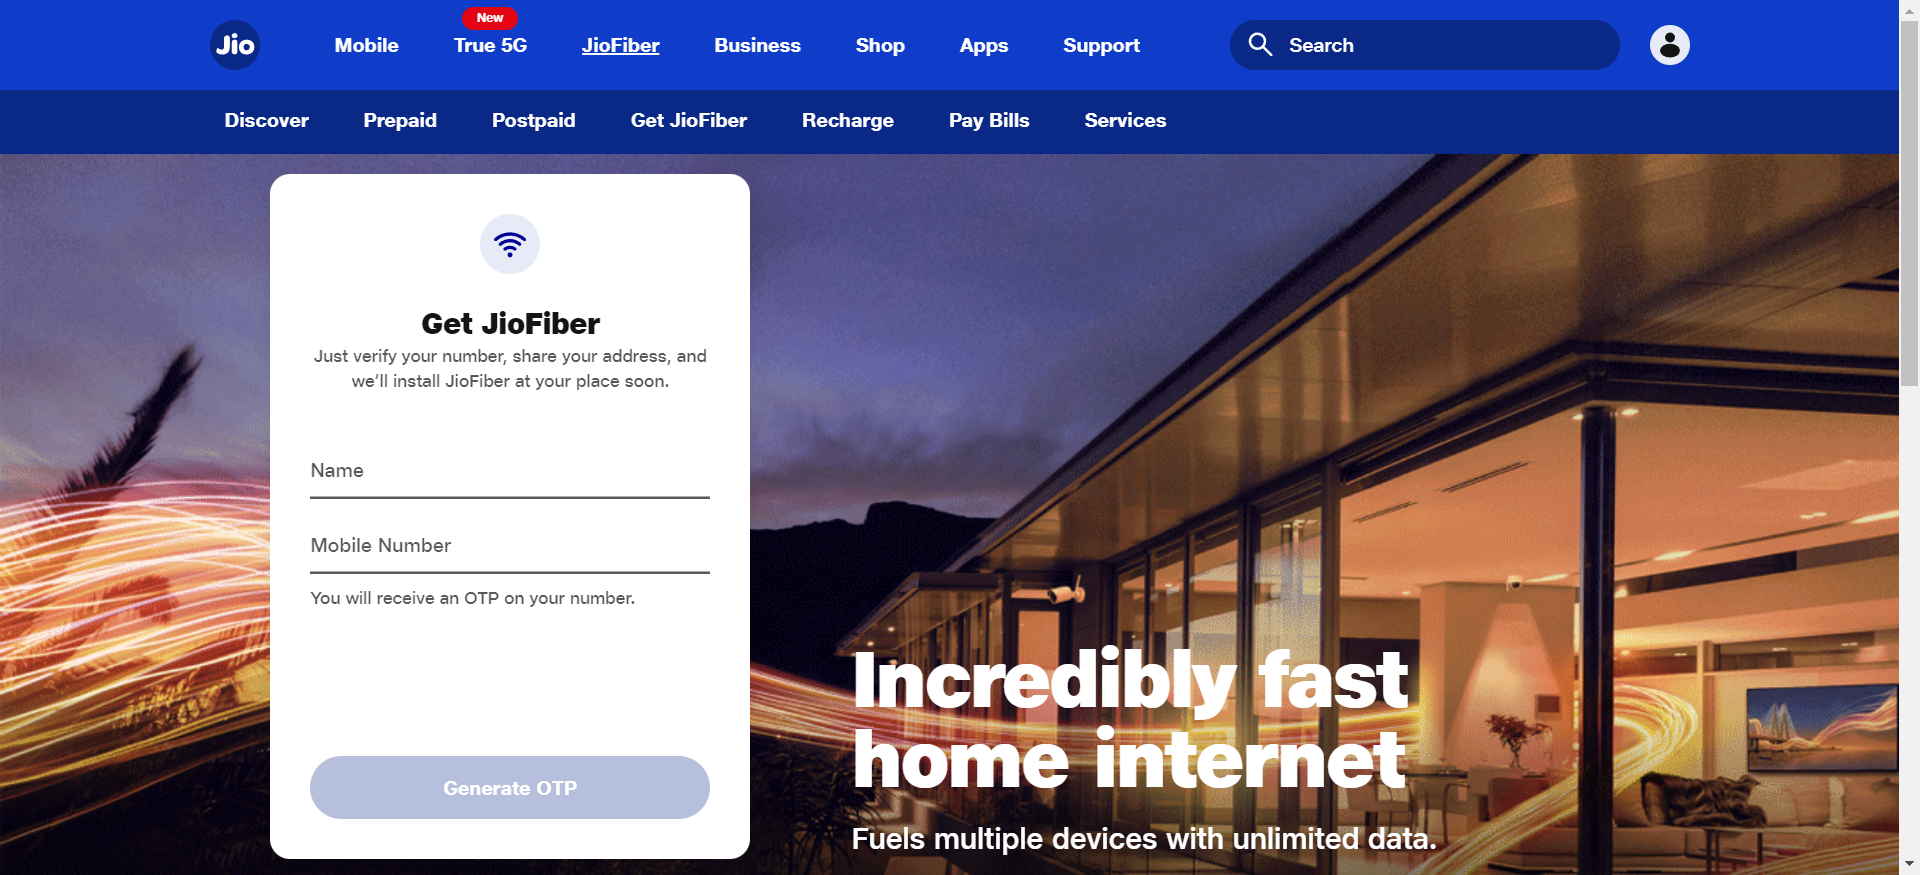 Jio
Mobile
New
True 5G
JioFiber
Business
Shop
Apps
Support
Search
Discover
Prepaid
Postpaid
Get JioFiber
Recharge
Pay Bills
Services
Get JioFiber
Just verify your number, share your address, and
we’ll install JioFiber at your place soon.
Name
Mobile Number
You will receive an OTP on your number.
Generate OTP
Incredibly fast
home internet
Fuels multiple devices with unlimited data.